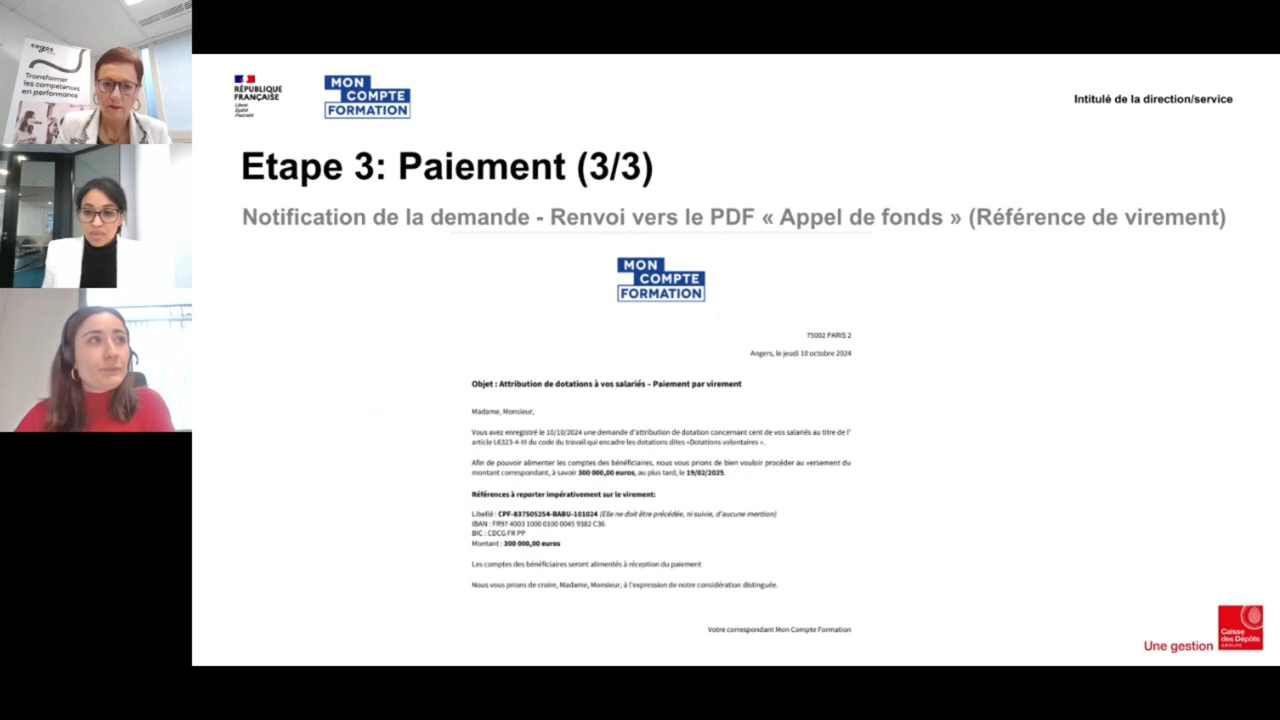 cegos
Transformer
les compétences
en performance
RÉPUBLIQUE
FRANÇAISE
Liberté
Égalité
Fraternité
MON
COMPTE
FORMATION
Intitulé de la direction/service
Etape 3: Paiement (3/3)
Notification de la demande - Renvoi vers le PDF « Appel de fonds » (Référence de virement)
MON
COMPTE
FORMATION
75002 PARIS 2
Angers, le jeudi 10 octobre 2024
Objet : Attribution de dotations à vos salariés – Paiement par virement
Madame, Monsieur,
Vous avez enregistré le 10/10/2024 une demande d'attribution de dotation concernant cent de vos salariés au titre de l'
article L6323-4-III du code du travail qui encadre les dotations dites «Dotations volontaires ».
Afin de pouvoir alimenter les comptes des bénéficiaires, nous vous prions de bien vouloir procéder au versement du
montant correspondant, à savoir 300 000,00 euros, au plus tard, le 19/02/2025.
Références à reporter impérativement sur le virement:
Libellé : CPF-837505254-BABU-101024 (Elle ne doit être précédée, ni suivie, d'aucune mention)
IBAN : FR97 4003 1000 0100 0045 9382 C36
BIC : CDCG FR PP
Montant : 300 000,00 euros
Les comptes des bénéficiaires seront alimentés à réception du paiement
Nous vous prions de croire, Madame, Monsieur, à l'expression de notre considération distinguée.
Votre correspondant Mon Compte Formation
Une gestion
Caisse
des Dépôts
GROUPE